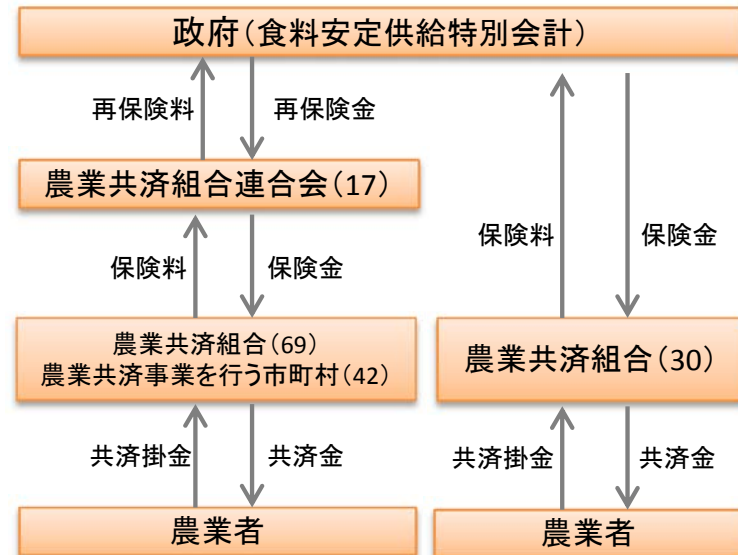 政府（食料安定供給特別会計）
再保険料
再保険金
農業共済組合連合会（17）
保険料
保険金
農業共済組合（69）
農業共済事業を行う市町村（42）
共済掛金
共済金
農業者
保険料
保険金
農業共済組合（30）
共済掛金
共済金
農業者